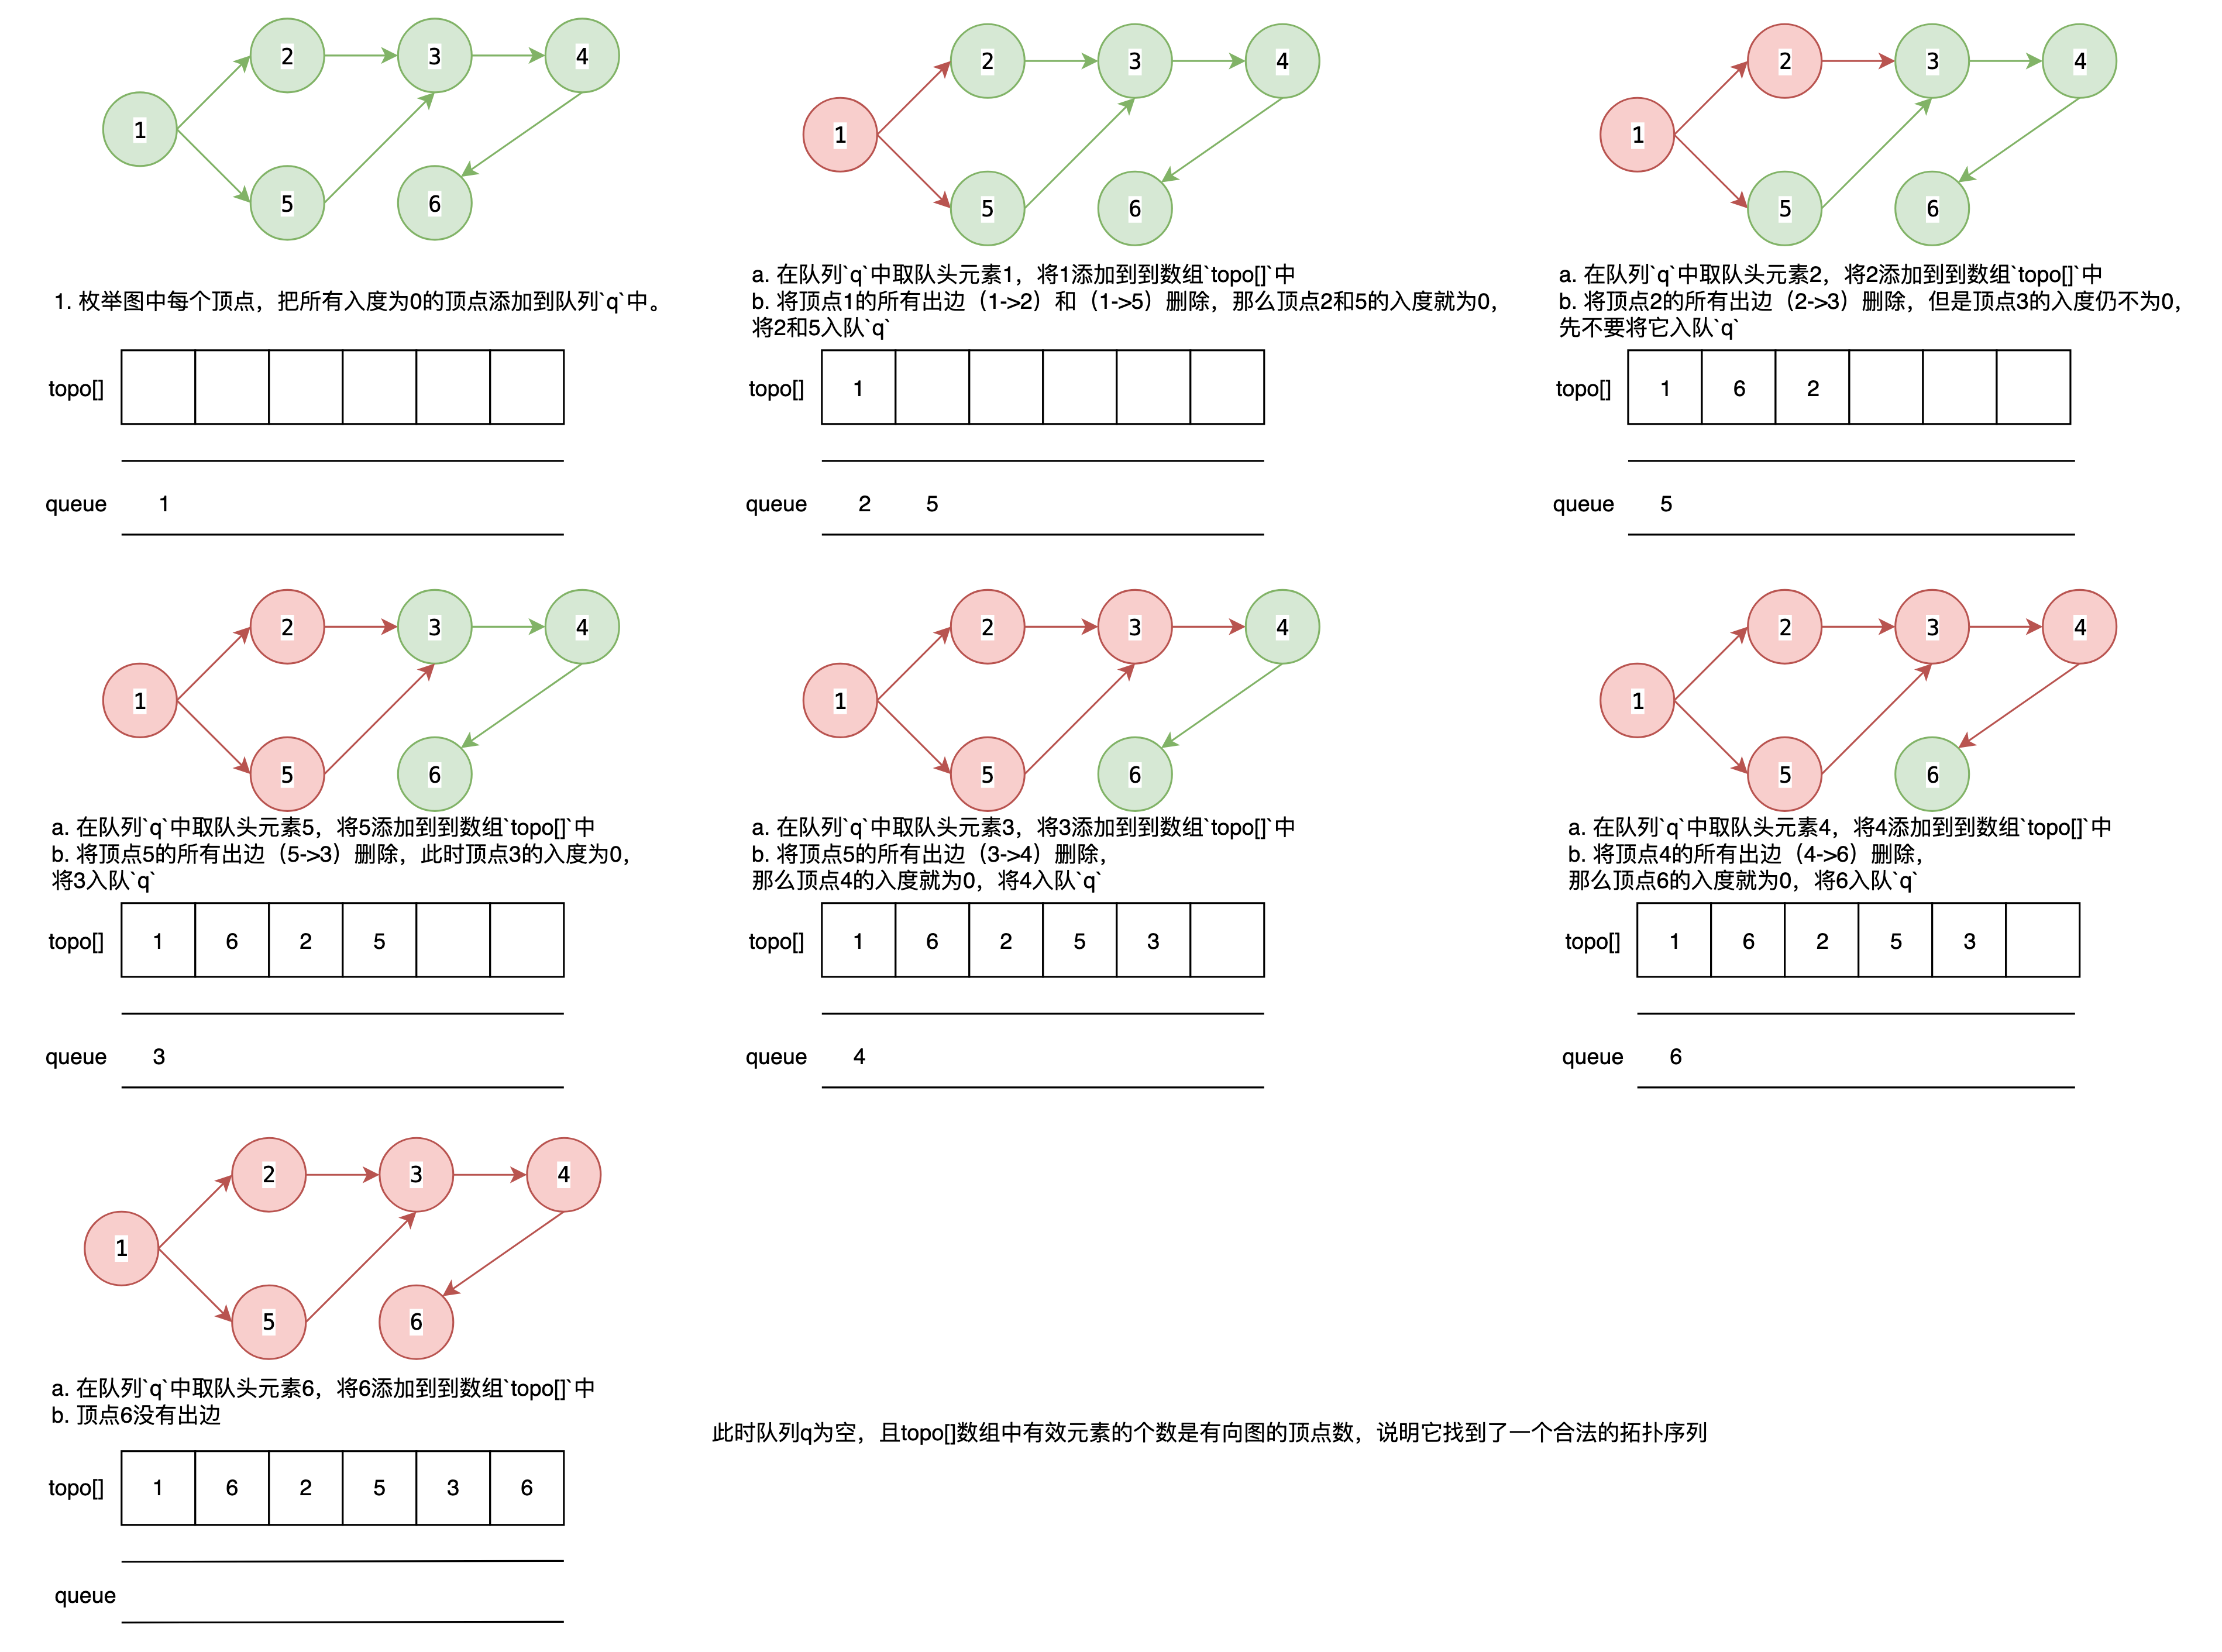 2 3 4
1
5 6
1. 枚举图中每个顶点，把所有入度为0的顶点添加到队列`q`中。
topo[]
queue 1
2 3 4
1
5 6
a. 在队列`q`中取队头元素1，将1添加到到数组`topo[]`中
b. 将顶点1的所有出边（1->2）和（1->5）删除，那么顶点2和5的入度就为0，
将2和5入队`q`
topo[] 1
queue 2 5
2 3 4
1
5 6
a. 在队列`q`中取队头元素2，将2添加到到数组`topo[]`中
b. 将顶点2的所有出边（2->3）删除，但是顶点3的入度仍不为0，
先不要将它入队`q`
topo[] 1 6 2
queue 5
2 3 4
1
5 6
a. 在队列`q`中取队头元素5，将5添加到到数组`topo[]`中
b. 将顶点5的所有出边（5->3）删除，此时顶点3的入度为0，
将3入队`q`
topo[] 1 6 2 5
queue 3
2 3 4
1
5 6
a. 在队列`q`中取队头元素3，将3添加到到数组`topo[]`中
b. 将顶点5的所有出边（3->4）删除，
那么顶点4的入度就为0，将4入队`q`
topo[] 1 6 2 5 3
queue 4
2 3 4
1
5 6
a. 在队列`q`中取队头元素4，将4添加到到数组`topo[]`中
b. 将顶点4的所有出边（4->6）删除，
那么顶点6的入度就为0，将6入队`q`
topo[] 1 6 2 5 3
queue 6
2 3 4
1
5 6
a. 在队列`q`中取队头元素6，将6添加到到数组`topo[]`中
b. 顶点6没有出边
topo[] 1 6 2 5 3 6
queue
此时队列q为空，且topo[]数组中有效元素的个数是有向图的顶点数，说明它找到了一个合法的拓扑序列